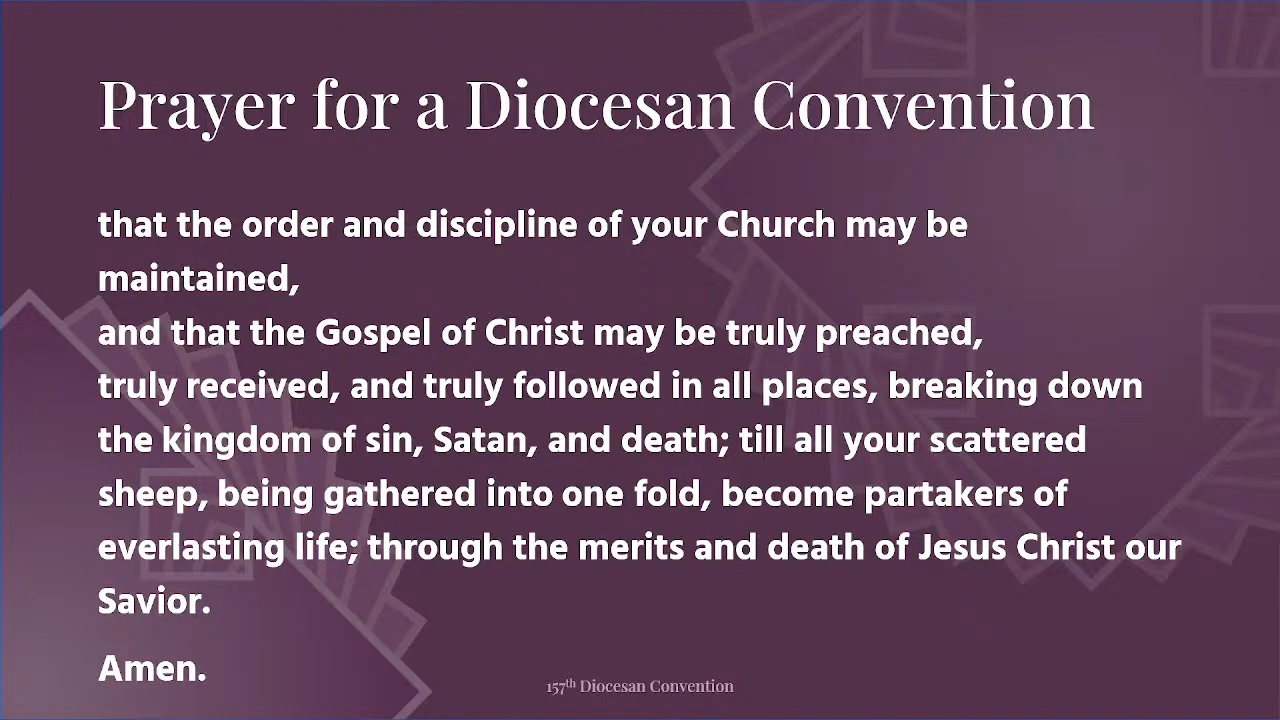 Prayer for a Diocesan Convention
that the order and discipline of your Church may be
maintained,
and that the Gospel of Christ may be truly preached,
truly received, and truly followed in all places, breaking down
the kingdom of sin, Satan, and death; till all your scattered
sheep, being gathered into one fold, become partakers of
everlasting life; through the merits and death of Jesus Christ our
Savior.
Amen.
157th Diocesan Convention